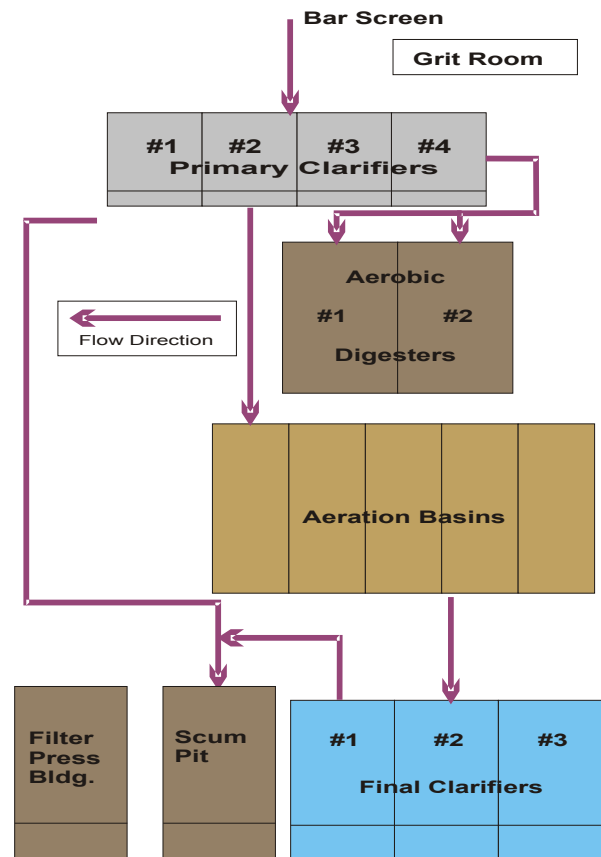 Bar Screen
Grit Room
#1 #2 #3 #4
Primary Clarifiers
Aerobic
#1 #2
Digesters
Flow Direction
Aeration Basins
Filter
Press
Bldg.
Scum
Pit
#1 #2 #3
Final Clarifiers